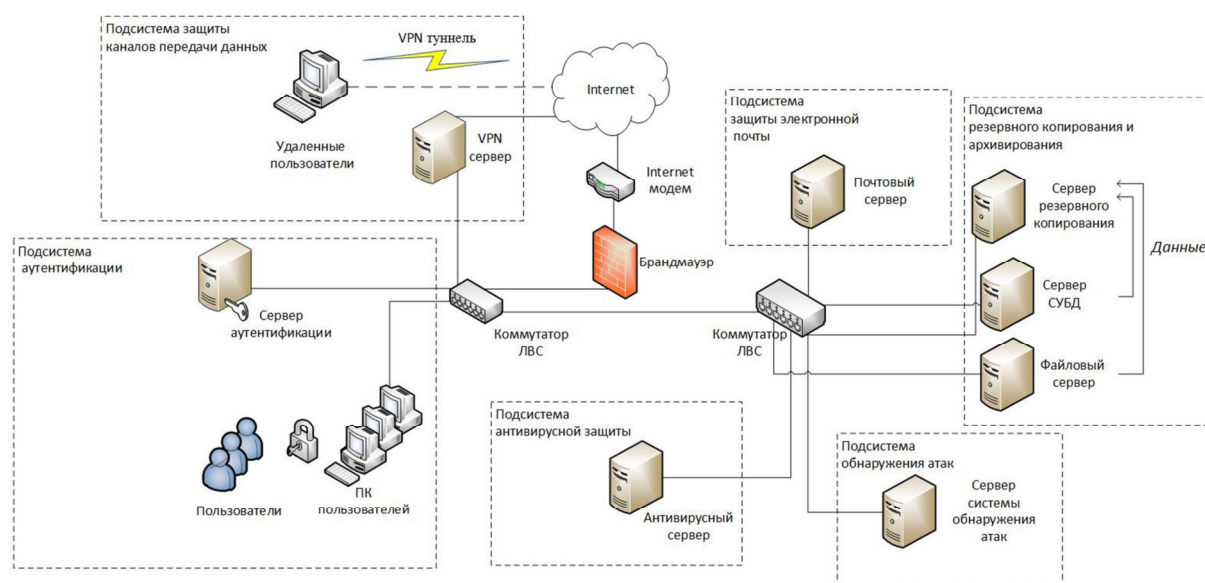 Подсистема защиты
каналов передачи данных
VPN туннель
Internet
Удаленные
пользователи
VPN
сервер
Internet
модем
Брандмауэр
Подсистема
защиты электронной
почты
Почтовый
сервер
Подсистема
резервного копирования и
архивирования
Сервер
резервного
копирования
Данные
Сервер
СУБД
Файловый
сервер
Подсистема
аутентификации
Сервер
аутентификации
Коммутатор
ЛВС
Коммутатор
ЛВС
Пользователи
ПК
пользователей
Подсистема
антивирусной защиты
Антивирусный
сервер
Подсистема
обнаружения атак
Сервер
системы
обнаружения
атак